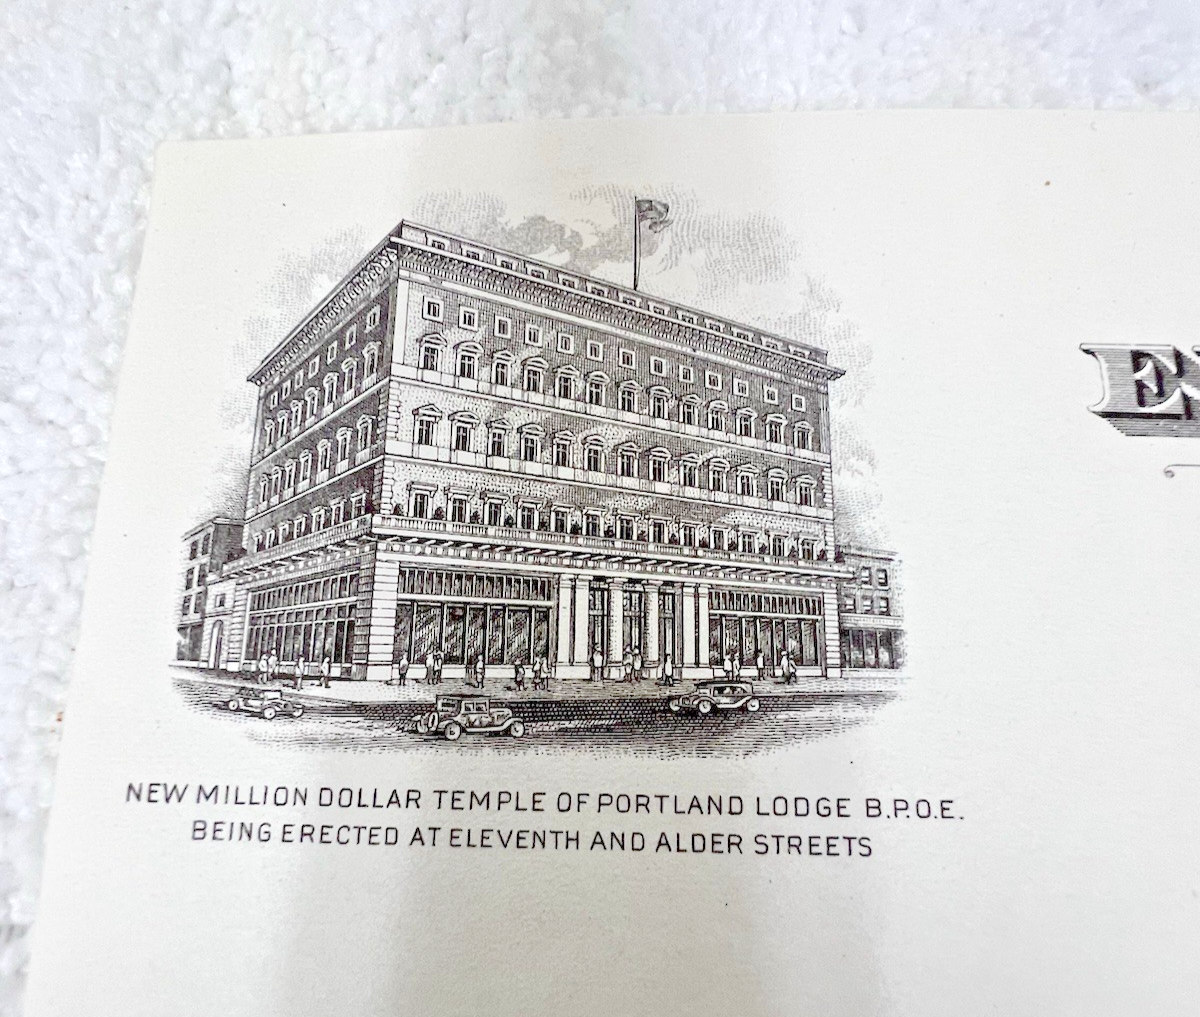 NEW MILLION DOLLAR TEMPLE OF PORTLAND LODGE B.P.O.E.
BEING ERECTED AT ELEVENTH AND ALDER STREETS